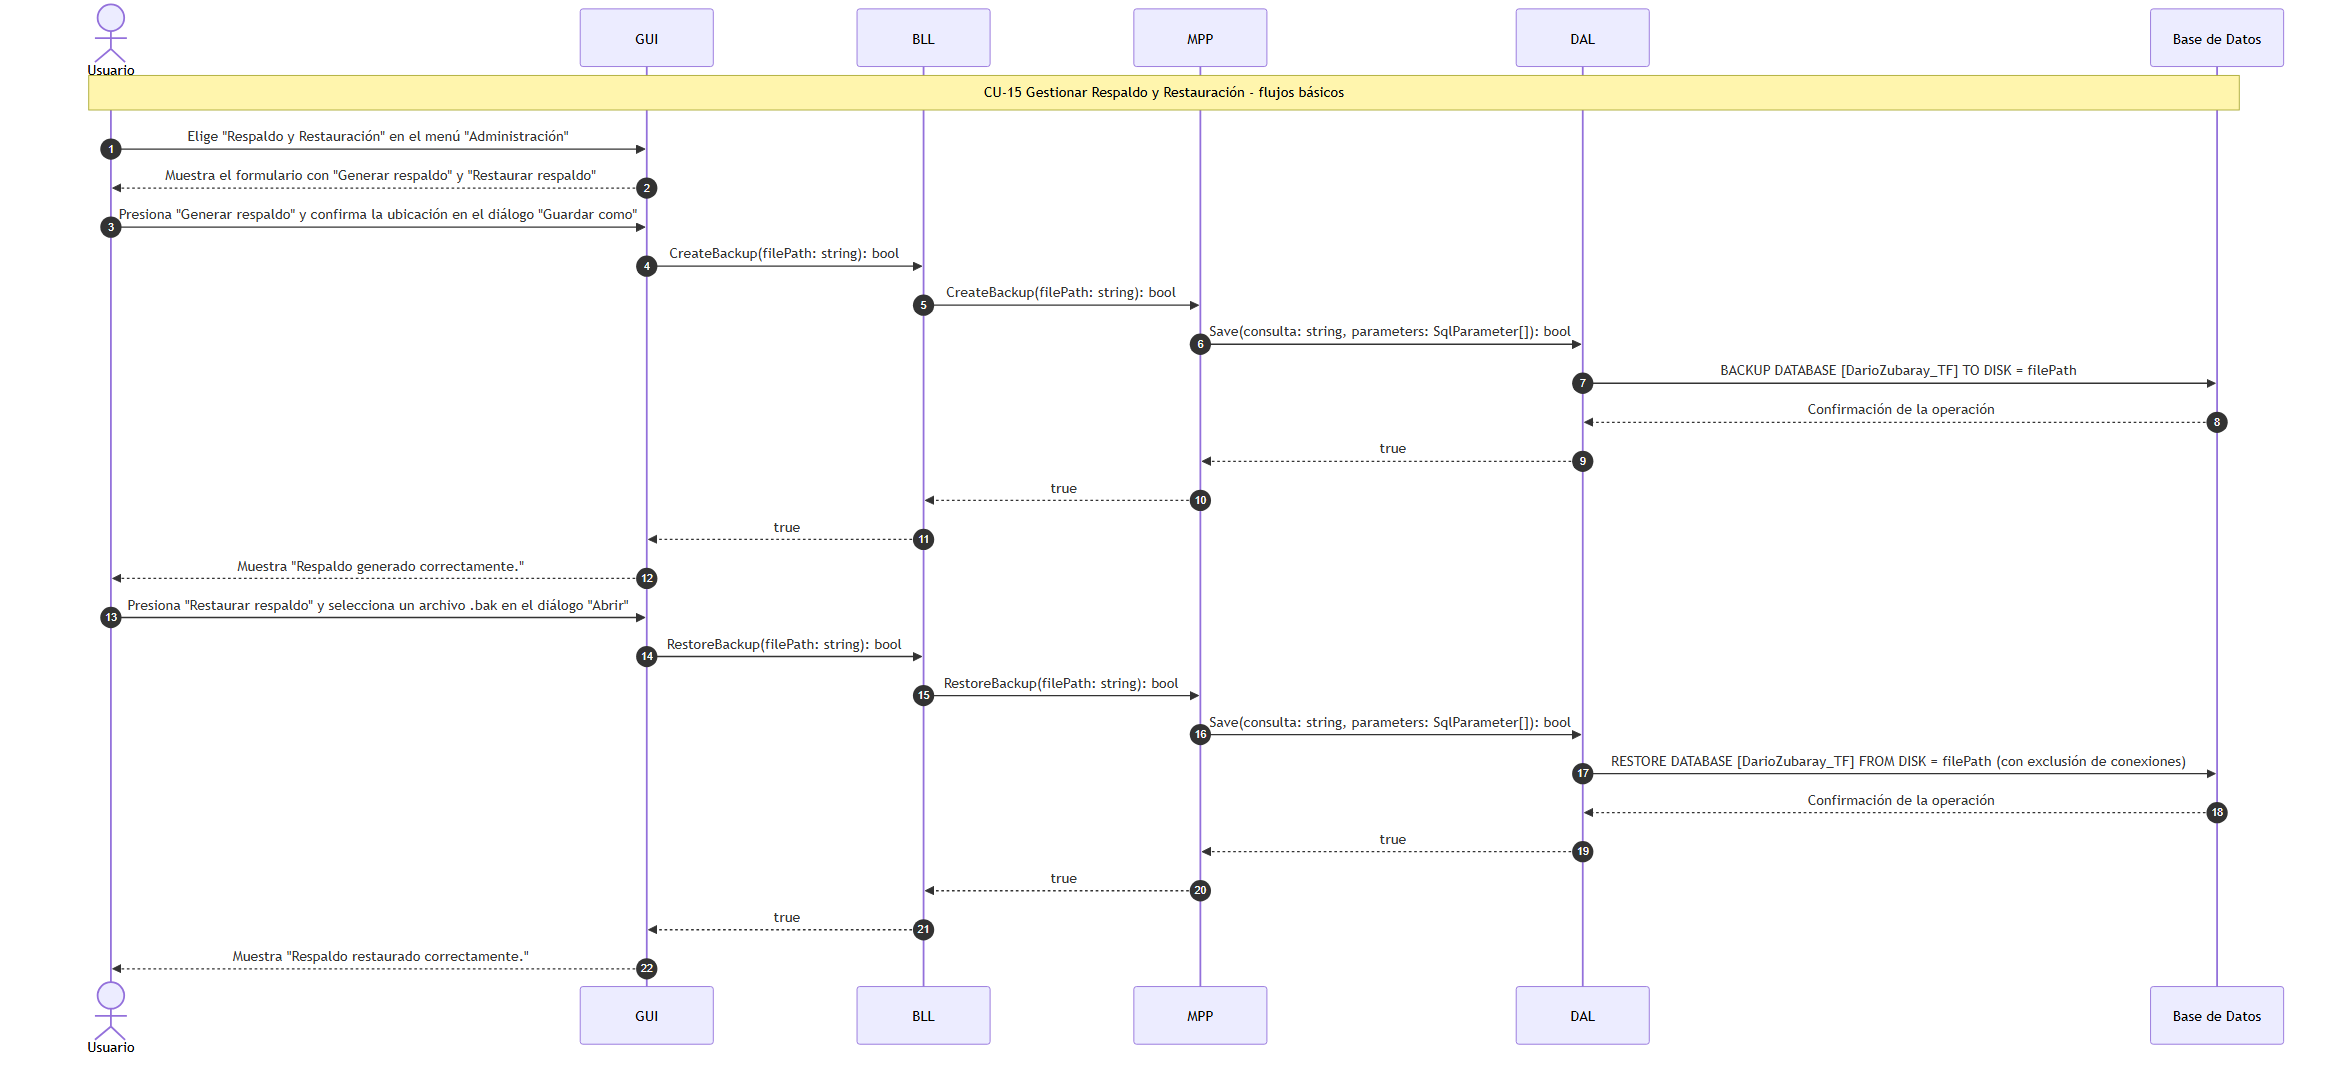 Usuario
GUI
BLL
MPP
DAL
Base de Datos
CU-15 Gestionar Respaldo y Restauración - flujos básicos
Elige "Respaldo y Restauración" en el menú "Administración"
1
Muestra el formulario con "Generar respaldo" y "Restaurar respaldo"
2
Presiona "Generar respaldo" y confirma la ubicación en el diálogo "Guardar como"
3
CreateBackup(filePath: string): bool
4
CreateBackup(filePath: string): bool
5
Save(consulta: string, parameters: SqlParameter[]): bool
6
BACKUP DATABASE [DarioZubaray_TF] TO DISK = filePath
7
Confirmación de la operación
8
true
9
true
10
true
11
Muestra "Respaldo generado correctamente."
12
Presiona "Restaurar respaldo" y selecciona un archivo .bak en el diálogo "Abrir"
13
RestoreBackup(filePath: string): bool
14
RestoreBackup(filePath: string): bool
15
Save(consulta: string, parameters: SqlParameter[]): bool
16
RESTORE DATABASE [DarioZubaray_TF] FROM DISK = filePath (con exclusión de conexiones)
17
Confirmación de la operación
18
true
19
true
20
true
21
Muestra "Respaldo restaurado correctamente."
22
Usuario
GUI
BLL
MPP
DAL
Base de Datos